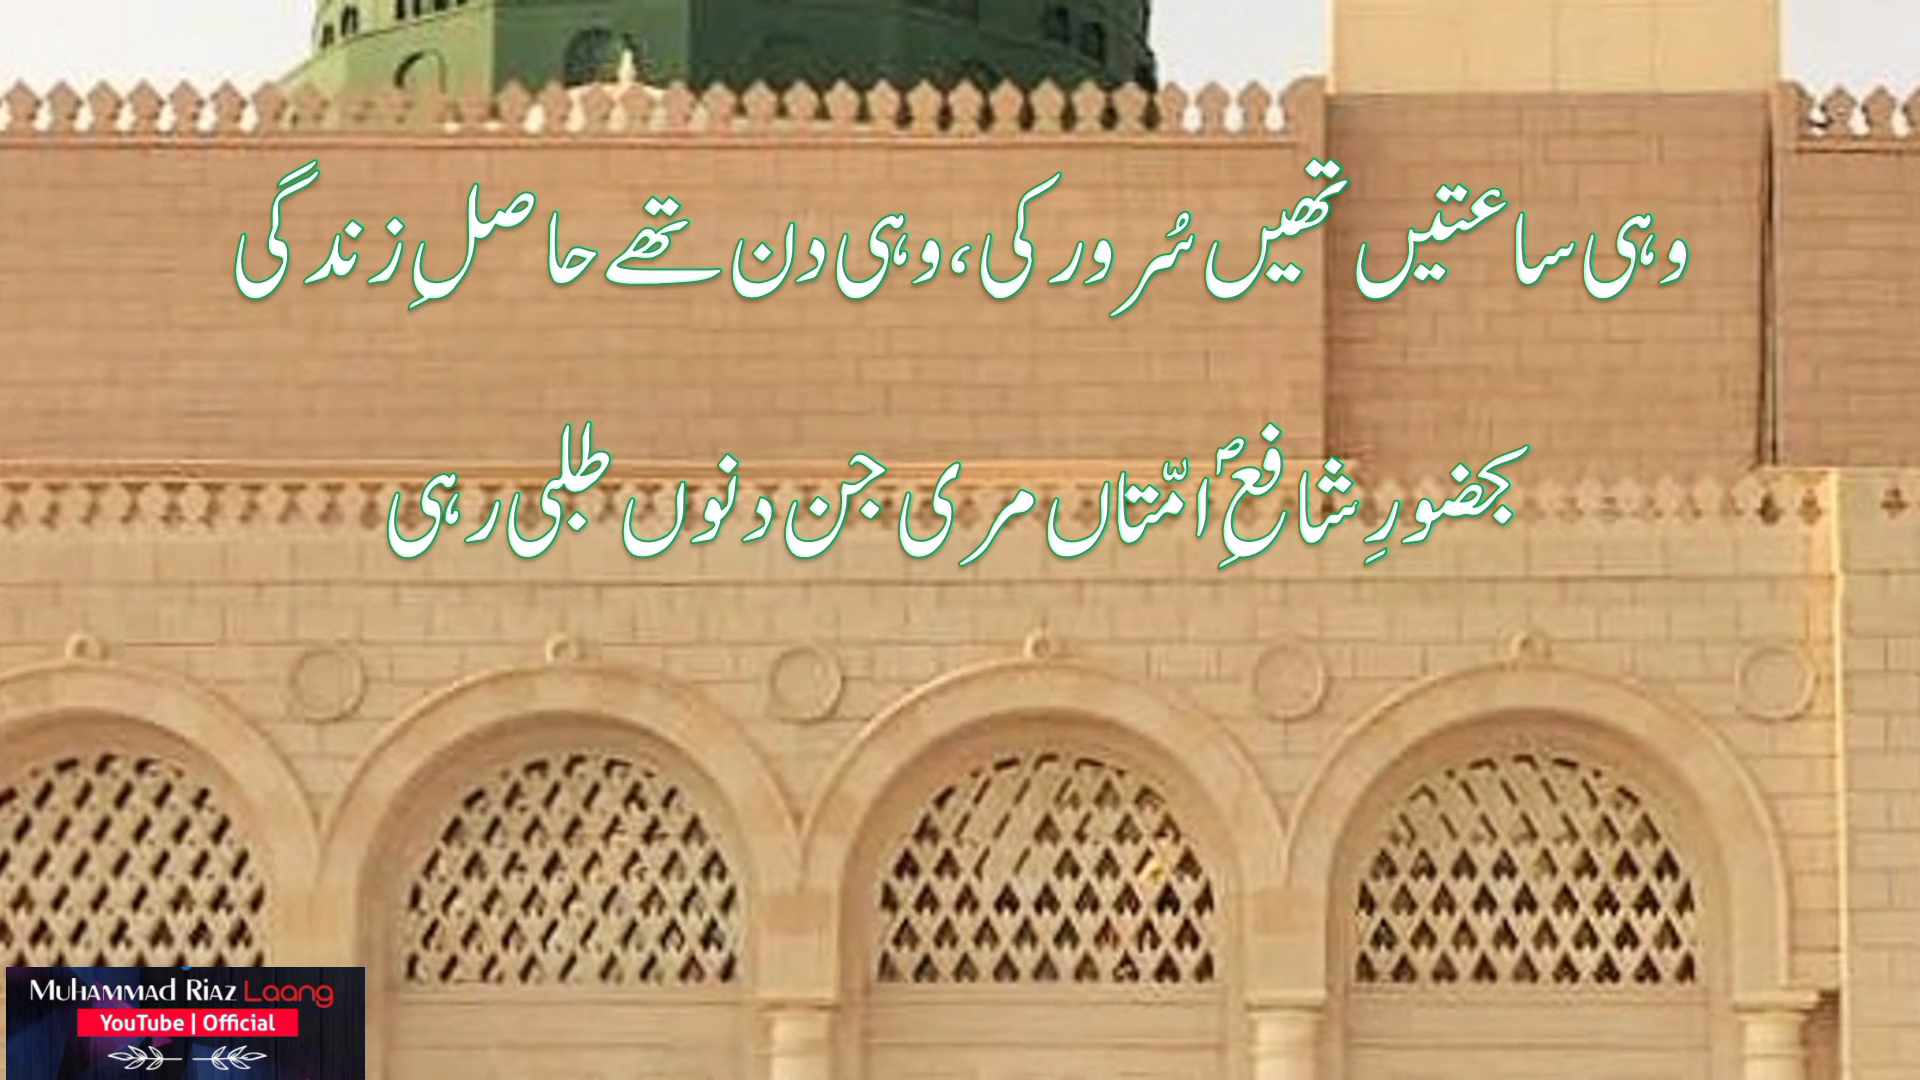 وہی ساعتیں تھیں سُرور کی، وہی دن تھے حاصلِ زندگی
بحضورِ شافعِؐ امّتاں مری جن دنوں طلبی رہی
MUHAMMAD RIAZ Laang
YouTube | Official